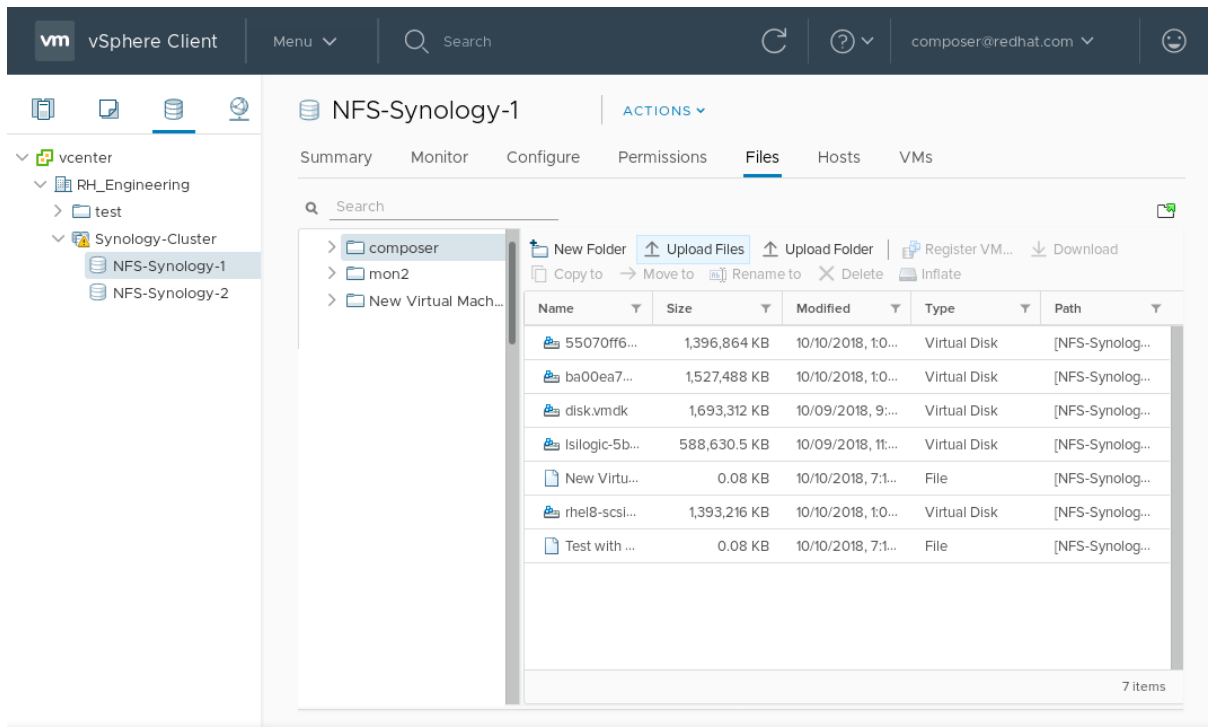 vm vSphere Client Menu Search composer@redhat.com
NFS-Synology-1 ACTIONS
vcenter
RH_Engineering
test
Synology-Cluster
NFS-Synology-1
NFS-Synology-2
Summary Monitor Configure Permissions Files Hosts VMs
Search
composer
mon2
New Virtual Mach...
New Folder Upload Files Upload Folder Register VM... Download
Copy to Move to Rename to Delete Inflate
Name Size Modified Type Path
55070ff6... 1,396,864 KB 10/10/2018, 1:0... Virtual Disk [NFS-Synolog...
ba00ea7... 1,527,488 KB 10/10/2018, 1:0... Virtual Disk [NFS-Synolog...
disk.vmdk 1,693,312 KB 10/09/2018, 9:... Virtual Disk [NFS-Synolog...
lsilogic-5b... 588,630.5 KB 10/09/2018, 11:... Virtual Disk [NFS-Synolog...
New Virtu... 0.08 KB 10/10/2018, 7:1... File [NFS-Synolog...
rhel8-scsi... 1,393,216 KB 10/10/2018, 1:0... Virtual Disk [NFS-Synolog...
Test with ... 0.08 KB 10/10/2018, 7:1... File [NFS-Synolog...
7 items